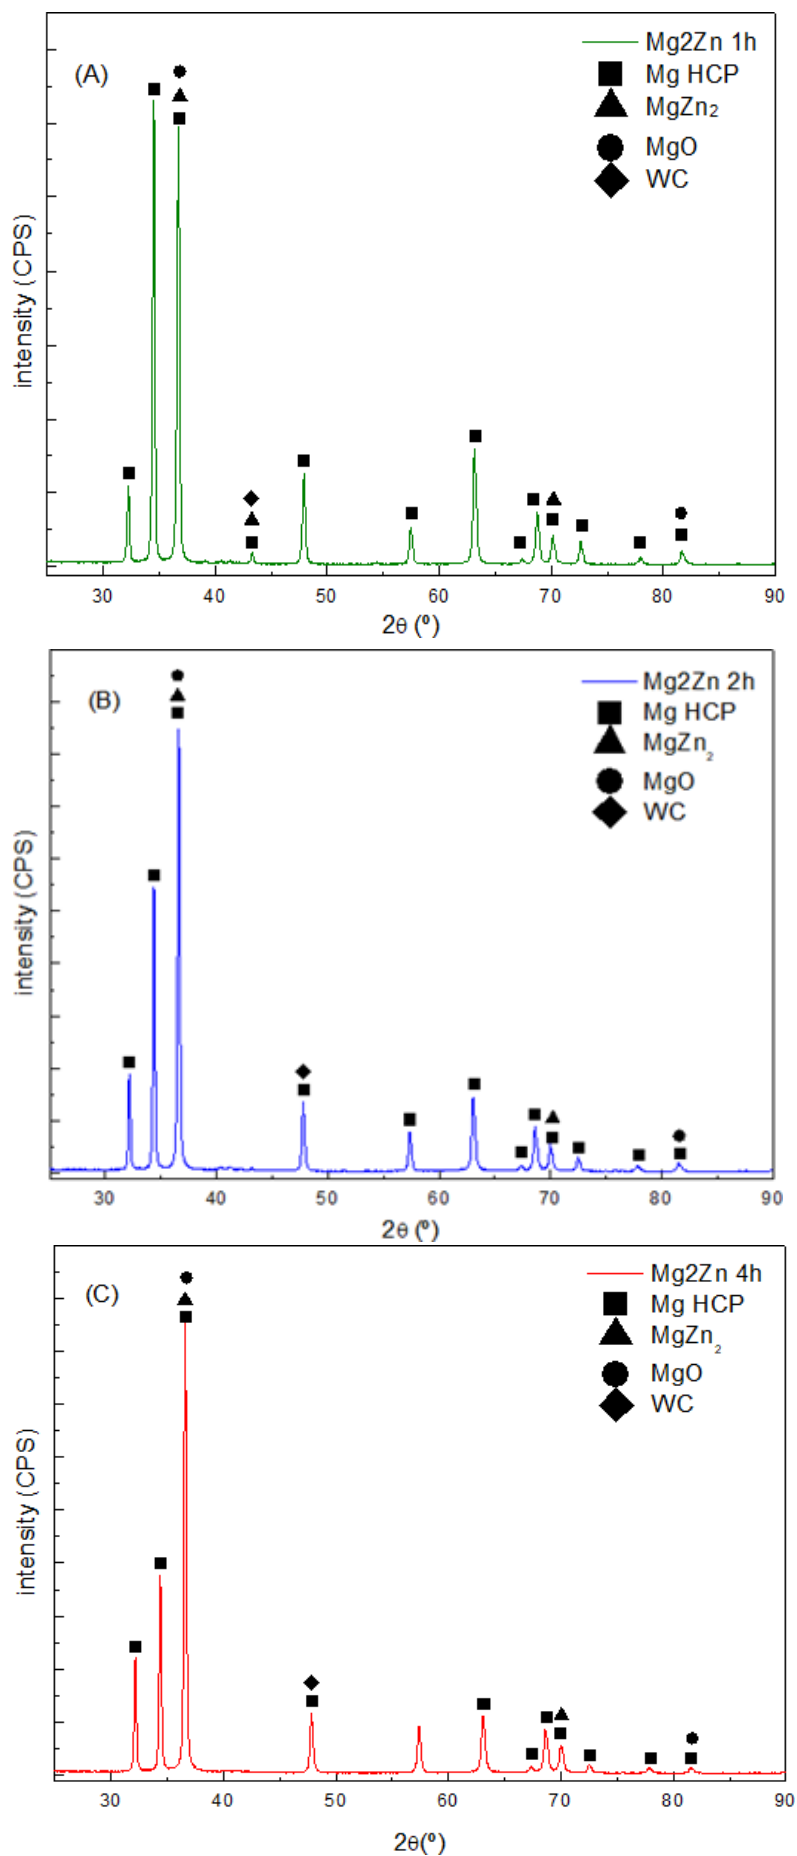 (A)
Mg2Zn 1h
Mg HCP
MgZn2
MgO
WC
intensity (CPS)
30 40 50 60 70 80 90
2θ (º)
(B)
Mg2Zn 2h
Mg HCP
MgZn₂
MgO
WC
intensity (CPS)
30 40 50 60 70 80 90
2θ (º)
(C)
Mg2Zn 4h
Mg HCP
MgZn₂
MgO
WC
intensity (CPS)
30 40 50 60 70 80 90
2θ(º)